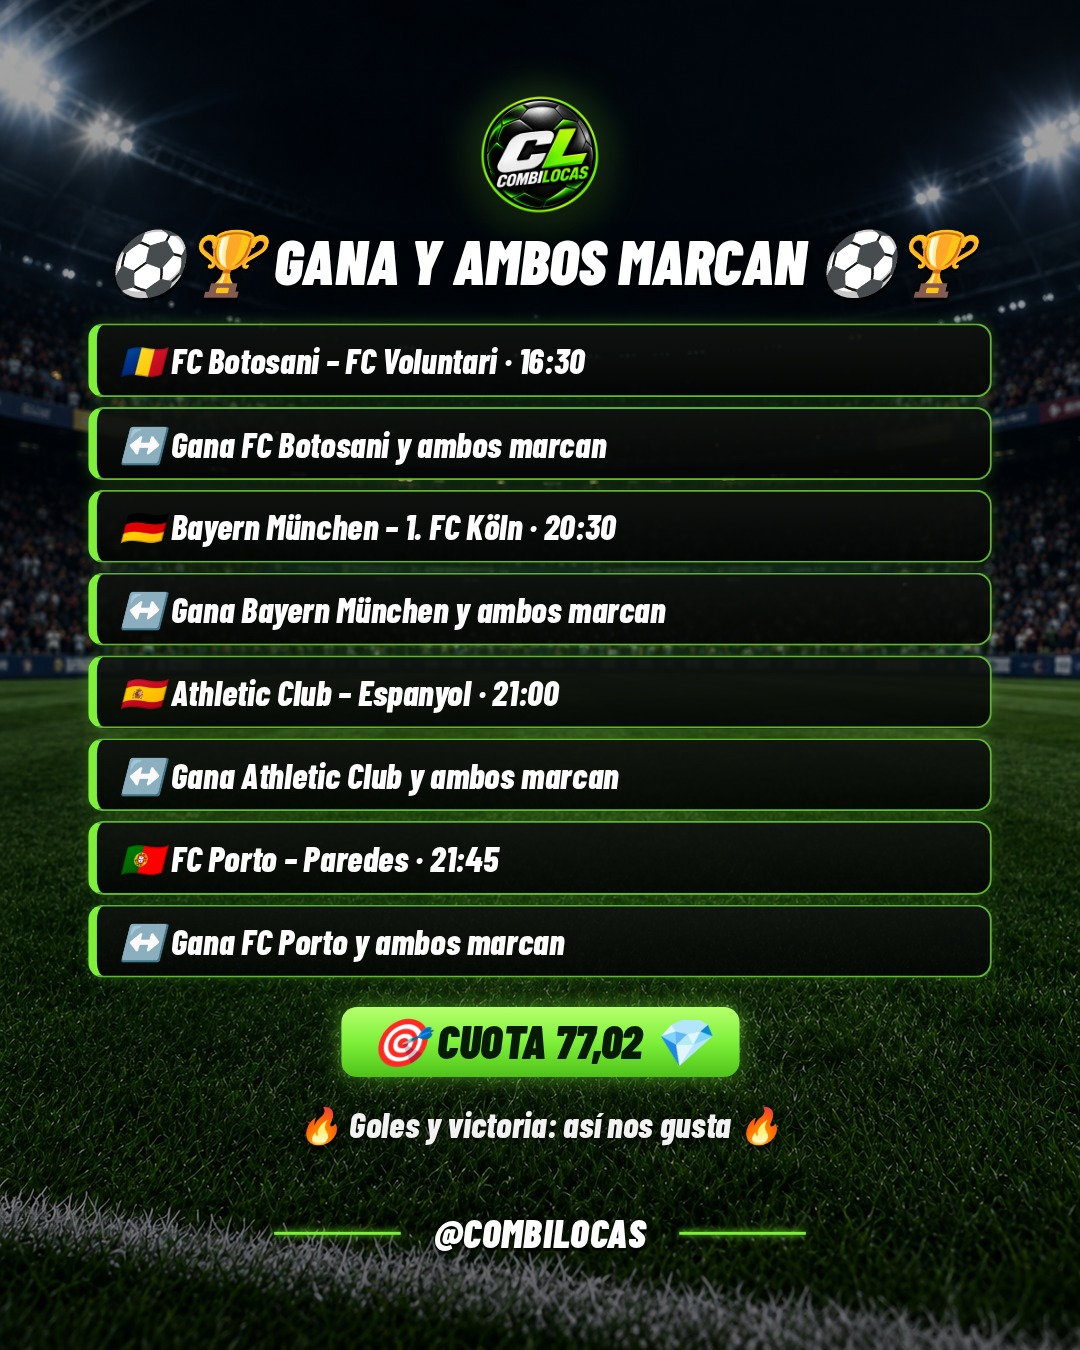 CL
COMBILOCAS
⚽🏆 GANA Y AMBOS MARCAN ⚽🏆
🇷🇴 FC Botosani – FC Voluntari · 16:30
↔️ Gana FC Botosani y ambos marcan
🇩🇪 Bayern München – 1. FC Köln · 20:30
↔️ Gana Bayern München y ambos marcan
🇪🇸 Athletic Club – Espanyol · 21:00
↔️ Gana Athletic Club y ambos marcan
🇵🇹 FC Porto – Paredes · 21:45
↔️ Gana FC Porto y ambos marcan
🎯 CUOTA 77,02 💎
🔥 Goles y victoria: así nos gusta 🔥
@COMBILOCAS